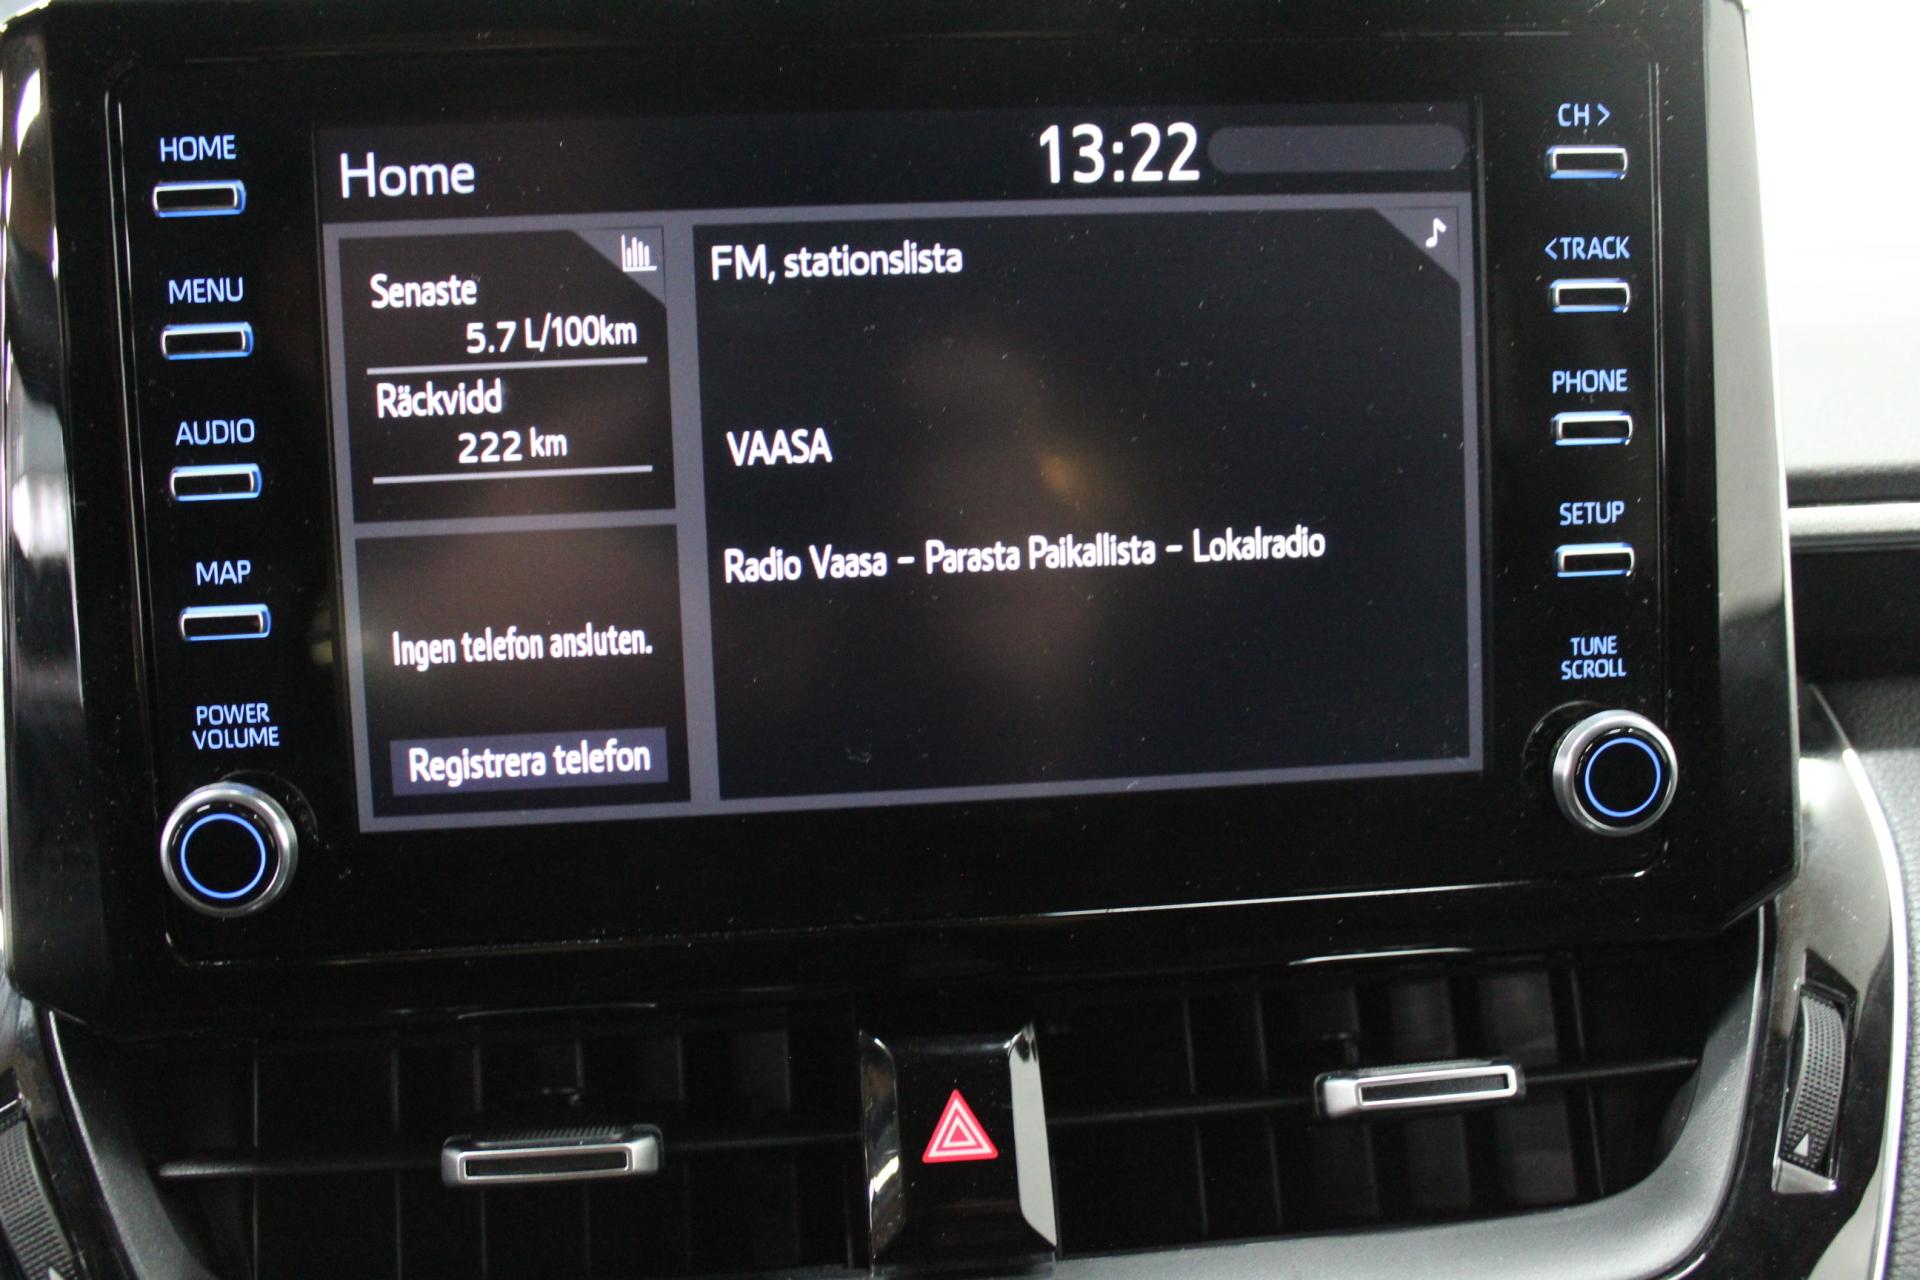 HOME
MENU
AUDIO
MAP
POWER
VOLUME
Home
13:22
Senaste
5.7 L/100km
Räckvidd
222 km
Ingen telefon ansluten.
Registrera telefon
FM, stationslista
VAASA
Radio Vaasa - Parasta Paikallista - Lokalradio
CH >
<TRACK
PHONE
SETUP
TUNE
SCROLL